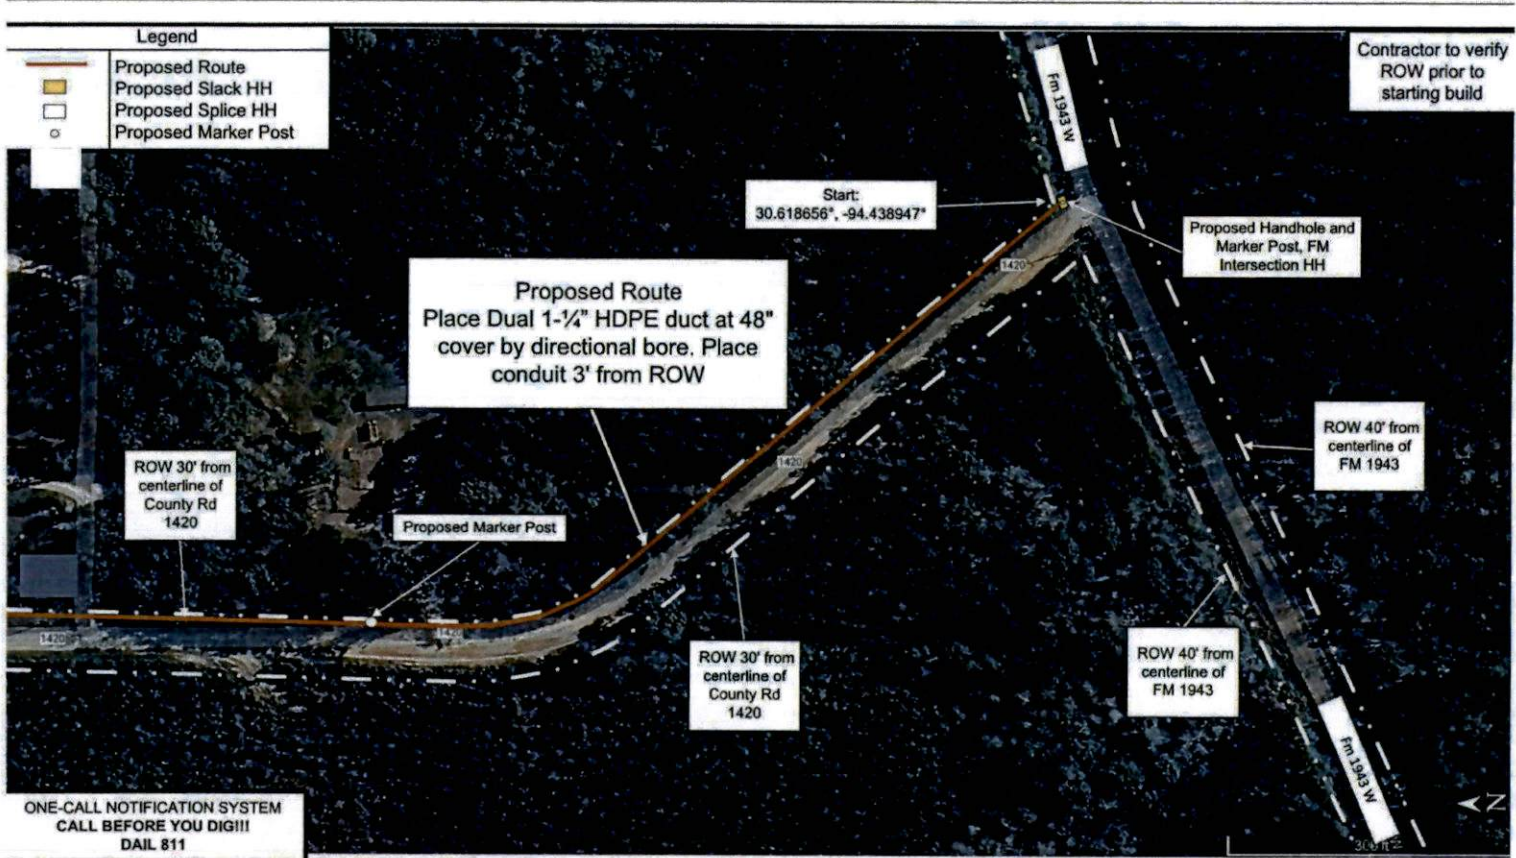 Legend
Proposed Route
Proposed Slack HH
Proposed Splice HH
Proposed Marker Post
Contractor to verify
ROW prior to
starting build
Fm 1943 W
Start:
30.618656°, -94.438947°
Proposed Handhole and
Marker Post, FM
Intersection HH
1420
Proposed Route
Place Dual 1-¼" HDPE duct at 48"
cover by directional bore. Place
conduit 3' from ROW
1420
ROW 40' from
centerline of
FM 1943
ROW 30' from
centerline of
County Rd
1420
Proposed Marker Post
1420
1420
ROW 30' from
centerline of
County Rd
1420
ROW 40' from
centerline of
FM 1943
Fm 1943 W
N
300 ft
ONE-CALL NOTIFICATION SYSTEM
CALL BEFORE YOU DIG!!!
DAIL 811